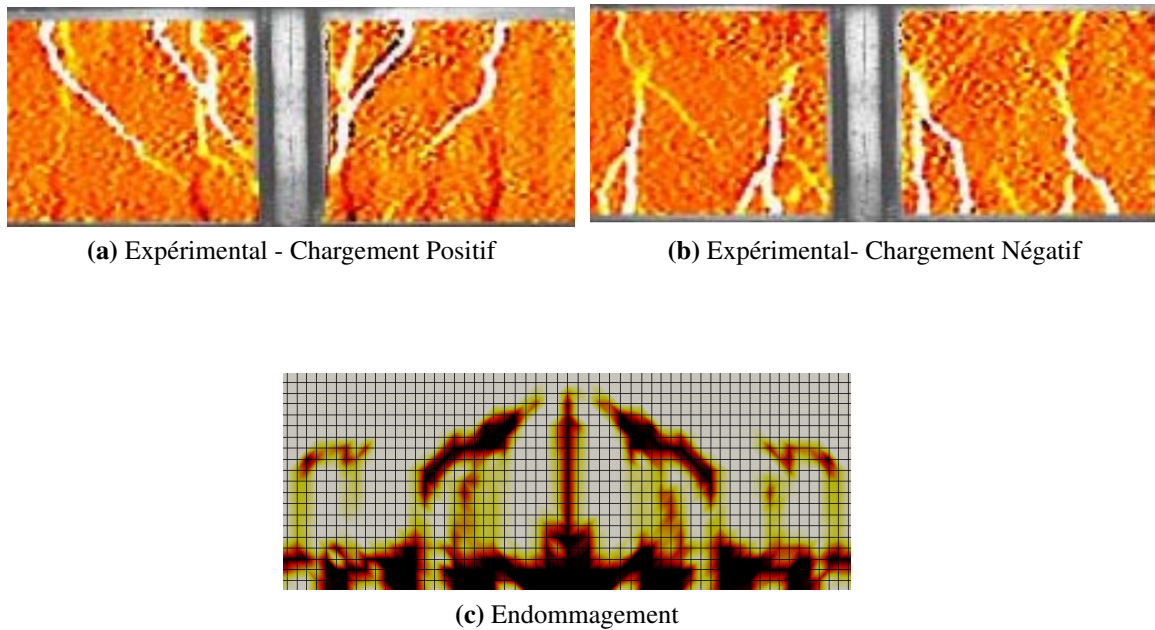 (a) Expérimental - Chargement Positif
(b) Expérimental- Chargement Négatif
(c) Endommagement